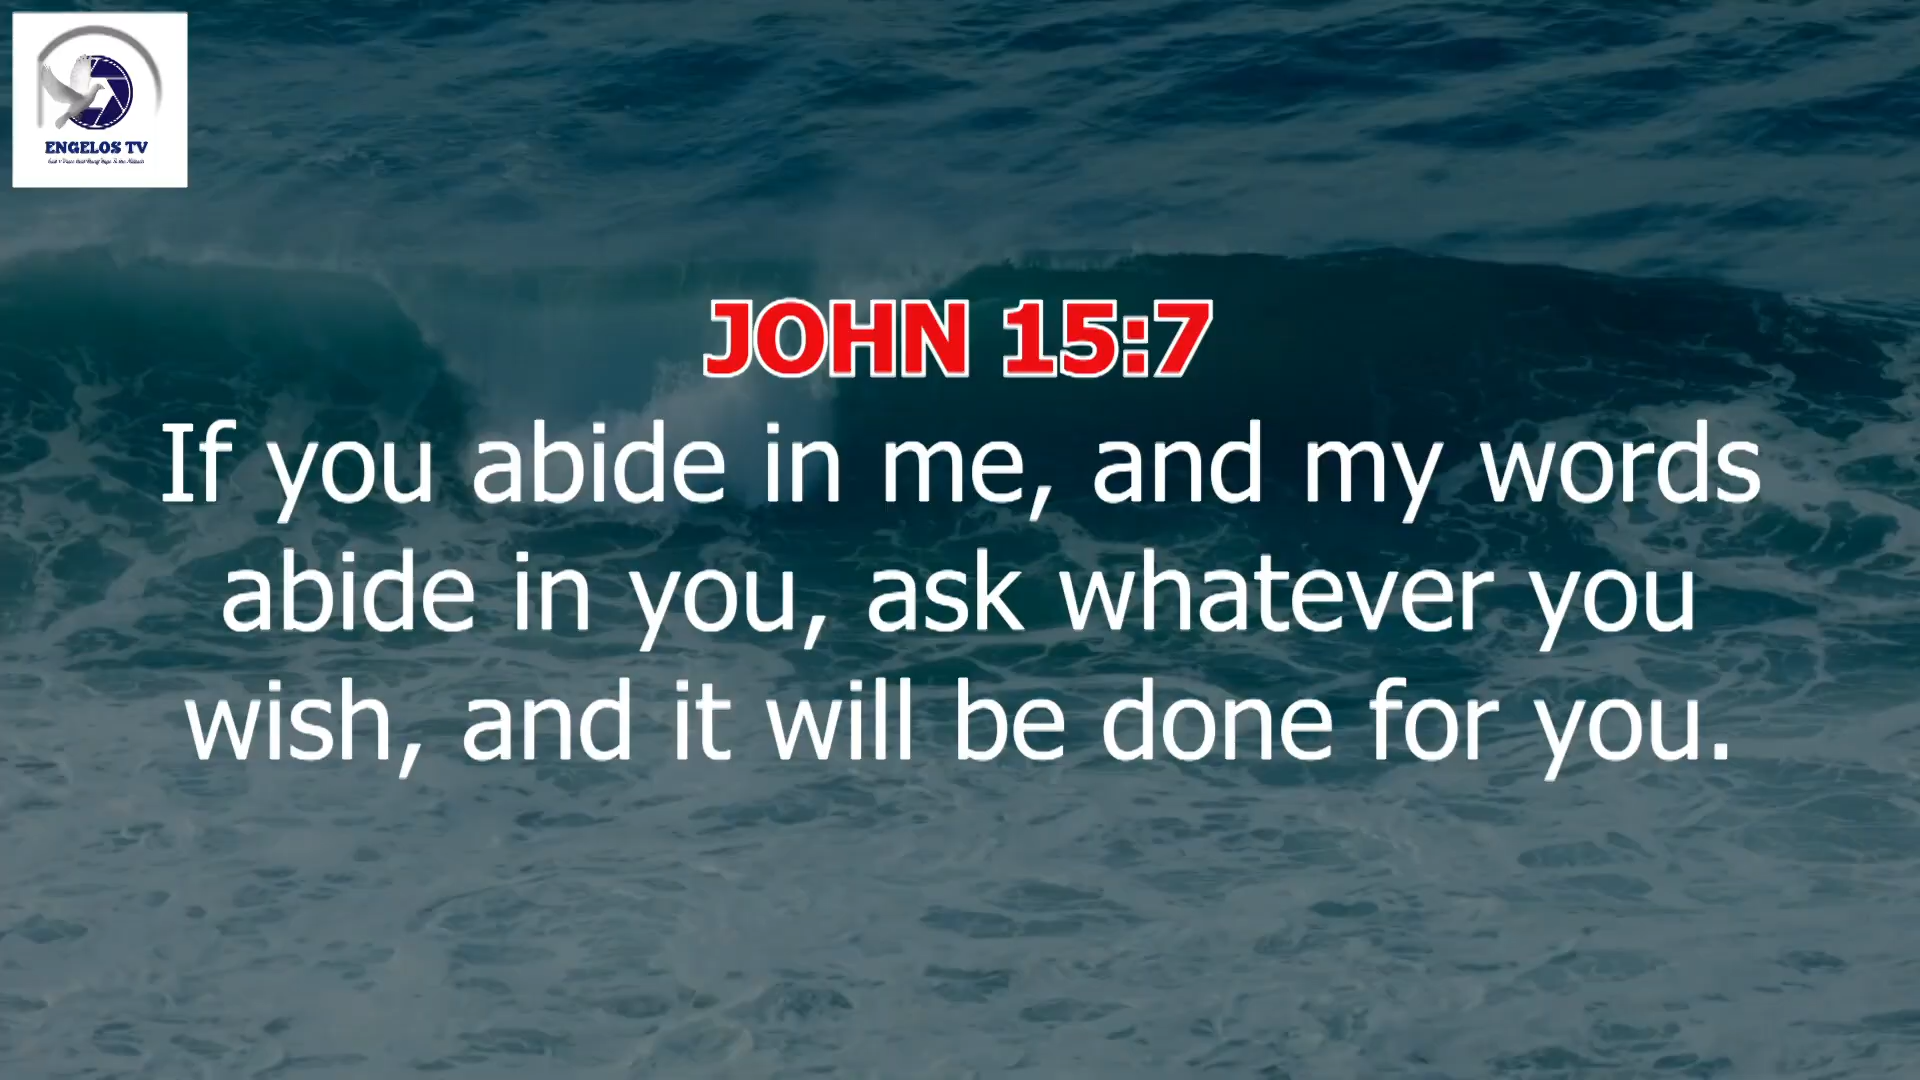 ENGELOS TV
JOHN 15:7
If you abide in me, and my words
abide in you, ask whatever you
wish, and it will be done for you.